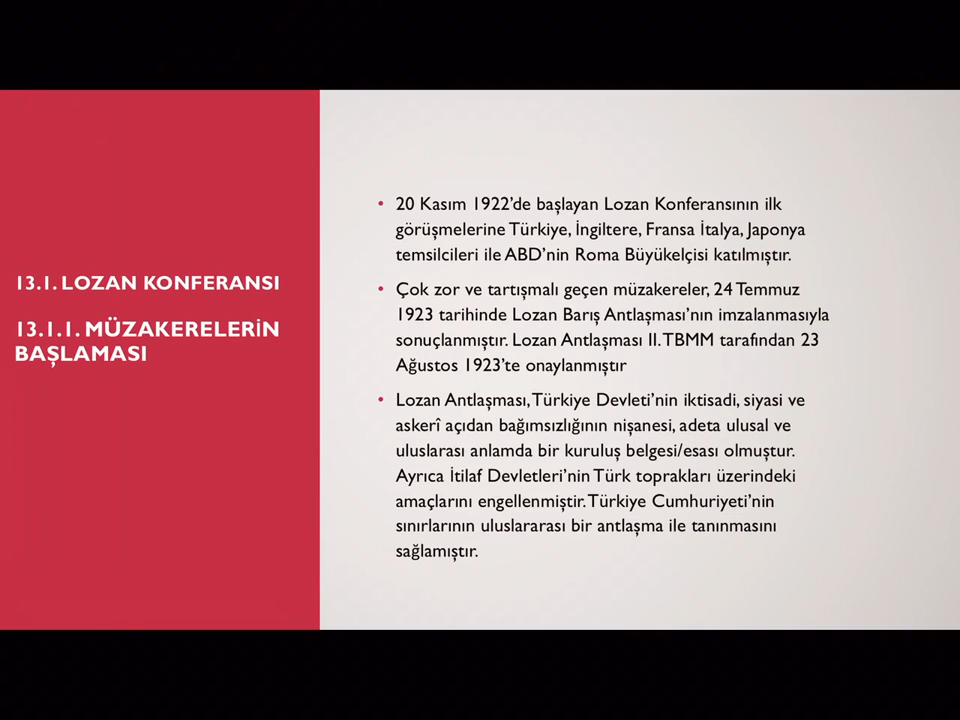 13.1. LOZAN KONFERANSI
13.1.1. MÜZAKERELERİN
BAŞLAMASI
• 20 Kasım 1922’de başlayan Lozan Konferansının ilk
görüşmelerine Türkiye, İngiltere, Fransa İtalya, Japonya
temsilcileri ile ABD’nin Roma Büyükelçisi katılmıştır.
• Çok zor ve tartışmalı geçen müzakereler, 24 Temmuz
1923 tarihinde Lozan Barış Antlaşması’nın imzalanmasıyla
sonuçlanmıştır. Lozan Antlaşması II. TBMM tarafından 23
Ağustos 1923’te onaylanmıştır
• Lozan Antlaşması, Türkiye Devleti’nin iktisadi, siyasi ve
askerî açıdan bağımsızlığının nişanesi, adeta ulusal ve
uluslarası anlamda bir kuruluş belgesi/esası olmuştur.
Ayrıca İtilaf Devletleri’nin Türk toprakları üzerindeki
amaçlarını engellenmiştir. Türkiye Cumhuriyeti’nin
sınırlarının uluslararası bir antlaşma ile tanınmasını
sağlamıştır.